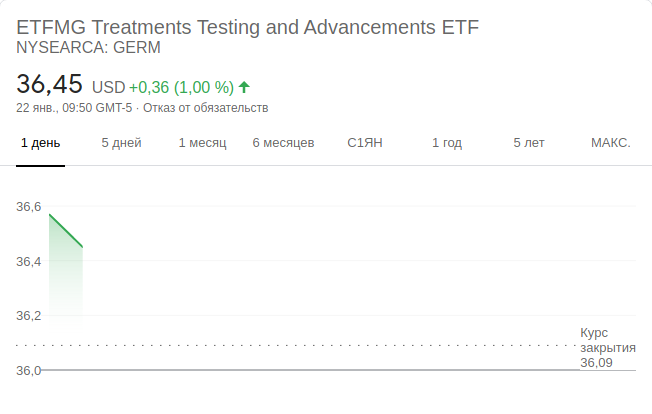 ETFMG Treatments Testing and Advancements ETF
NYSEARCA: GERM
36,45 USD +0,36 (1,00 %)
22 янв., 09:50 GMT-5 · Отказ от обязательств
1 день 5 дней 1 месяц 6 месяцев С1ЯН 1 год 5 лет МАКС.
36,6
36,4
36,2
Курс
закрытия
36,09
36,0